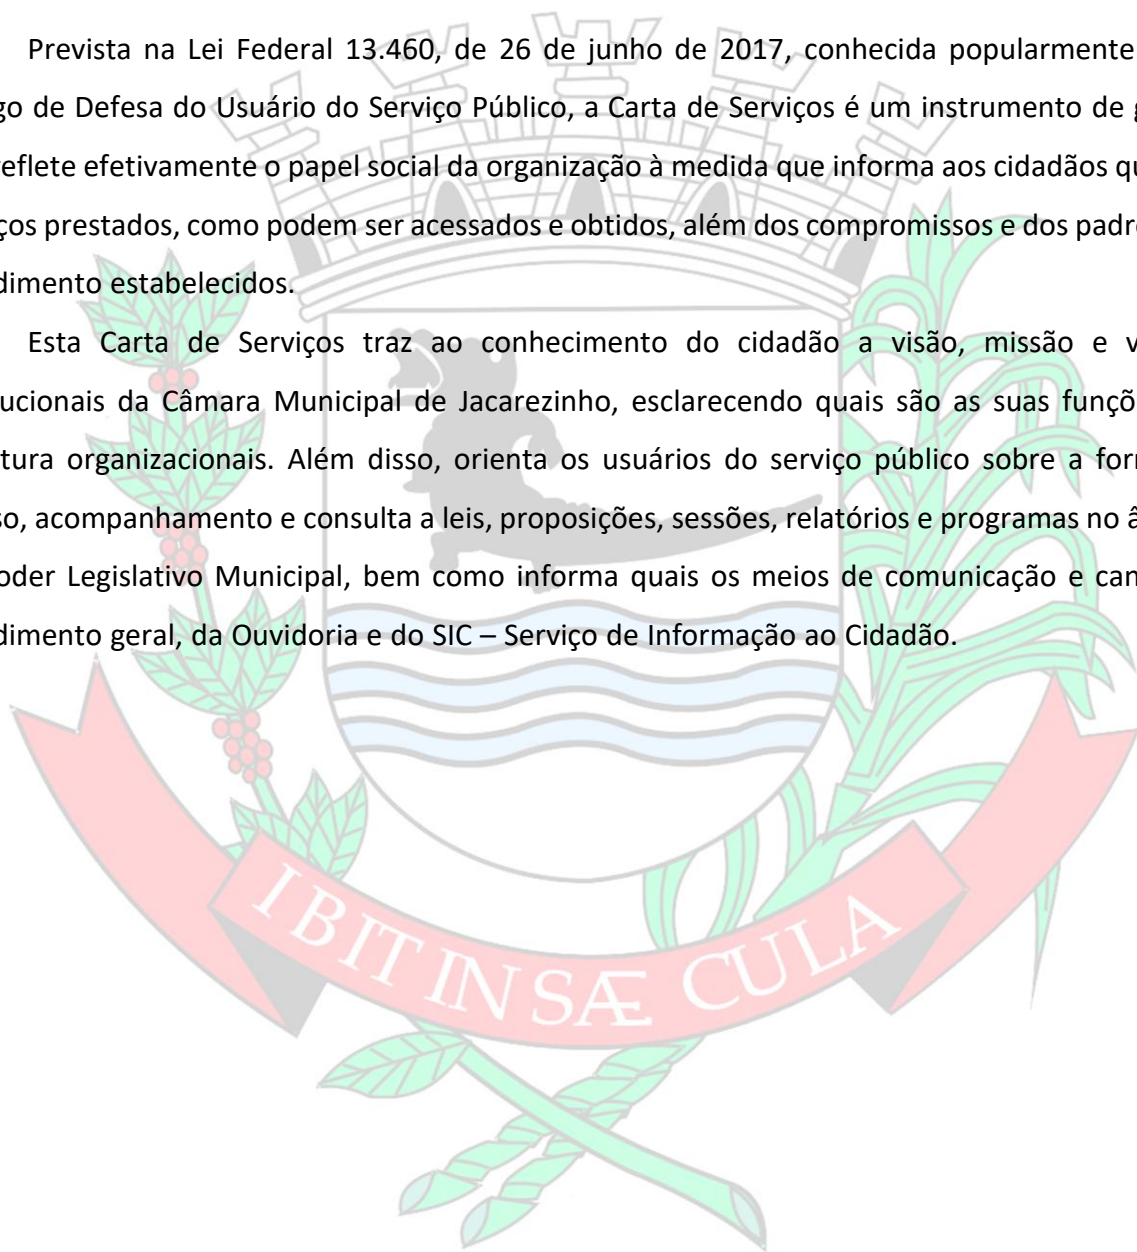 Prevista na Lei Federal 13.460, de 26 de junho de 2017, conhecida popularmente
go de Defesa do Usuário do Serviço Público, a Carta de Serviços é um instrumento de g
reflete efetivamente o papel social da organização à medida que informa aos cidadãos qu
ços prestados, como podem ser acessados e obtidos, além dos compromissos e dos padr
dimento estabelecidos.
Esta Carta de Serviços traz ao conhecimento do cidadão a visão, missão e v
ucionais da Câmara Municipal de Jacarezinho, esclarecendo quais são as suas funçõ
tura organizacionais. Além disso, orienta os usuários do serviço público sobre a for
so, acompanhamento e consulta a leis, proposições, sessões, relatórios e programas no â
oder Legislativo Municipal, bem como informa quais os meios de comunicação e can
dimento geral, da Ouvidoria e do SIC – Serviço de Informação ao Cidadão.
IBIT IN SÆ CULA